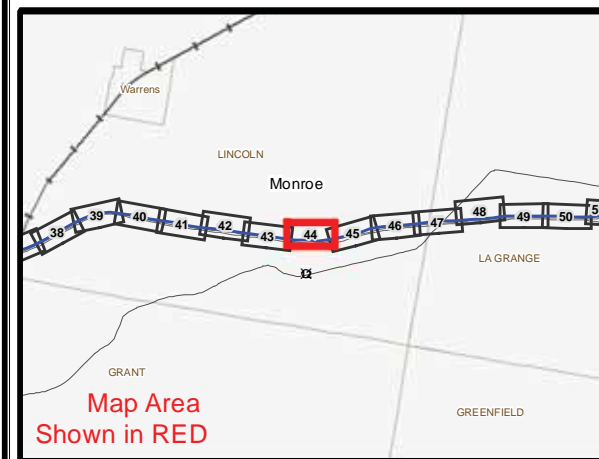 Warrens
LINCOLN
Monroe
38
39
40
41
42
43
44
45
46
47
48
49
50
LA GRANGE
GRANT
GREENFIELD
Map Area
Shown in RED